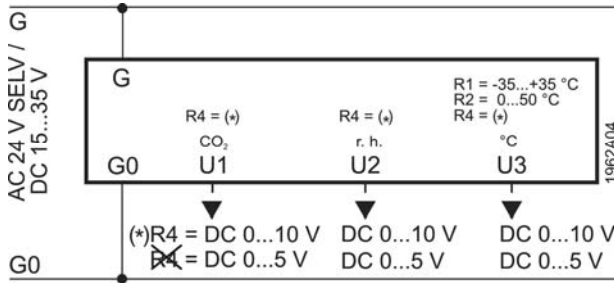 G
AC 24 V SELV /
DC 15...35 V
G0
G
G0
R4 = (*)
CO₂
U1
R4 = (*)
r. h.
U2
R1 = -35...+35 °C
R2 = 0...50 °C
R4 = (*)
°C
U3
(*)R4 = DC 0...10 V DC 0...10 V DC 0...10 V
R4 = DC 0...5 V DC 0...5 V DC 0...5 V
1962A04